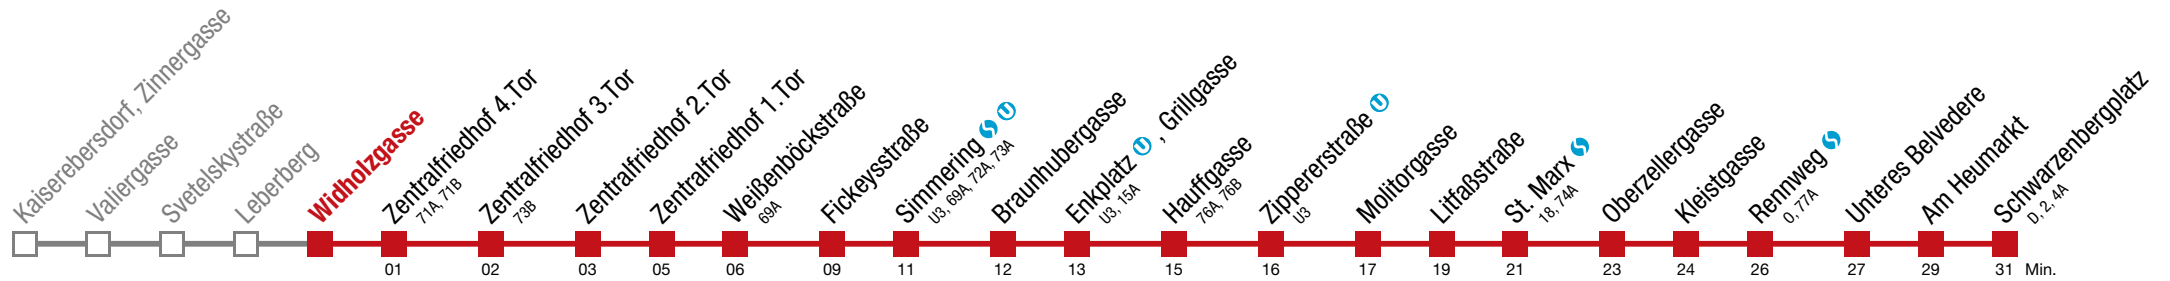 Kaiserebersdorf, Zinnergasse
Valiergasse
Svetelskystraße
Leberberg
Widholzgasse
Zentralfriedhof 4.Tor
71A, 71B
Zentralfriedhof 3.Tor
73B
Zentralfriedhof 2.Tor
Zentralfriedhof 1.Tor
Weißenböckstraße
69A
Fickeysstraße
Simmering S U
U3, 69A, 72A, 73A
Braunhubergasse
Enkplatz U , Grillgasse
U3, 15A
Hauffgasse
76A, 76B
Zippererstraße U
U3
Molitorgasse
Litfaßstraße
St. Marx S
18, 74A
Oberzellergasse
Kleistgasse
Rennweg S
O, 77A
Unteres Belvedere
Am Heumarkt
Schwarzenbergplatz
D, 2, 4A
01 02 03 05 06 09 11 12 13 15 16 17 19 21 23 24 26 27 29 31 Min.